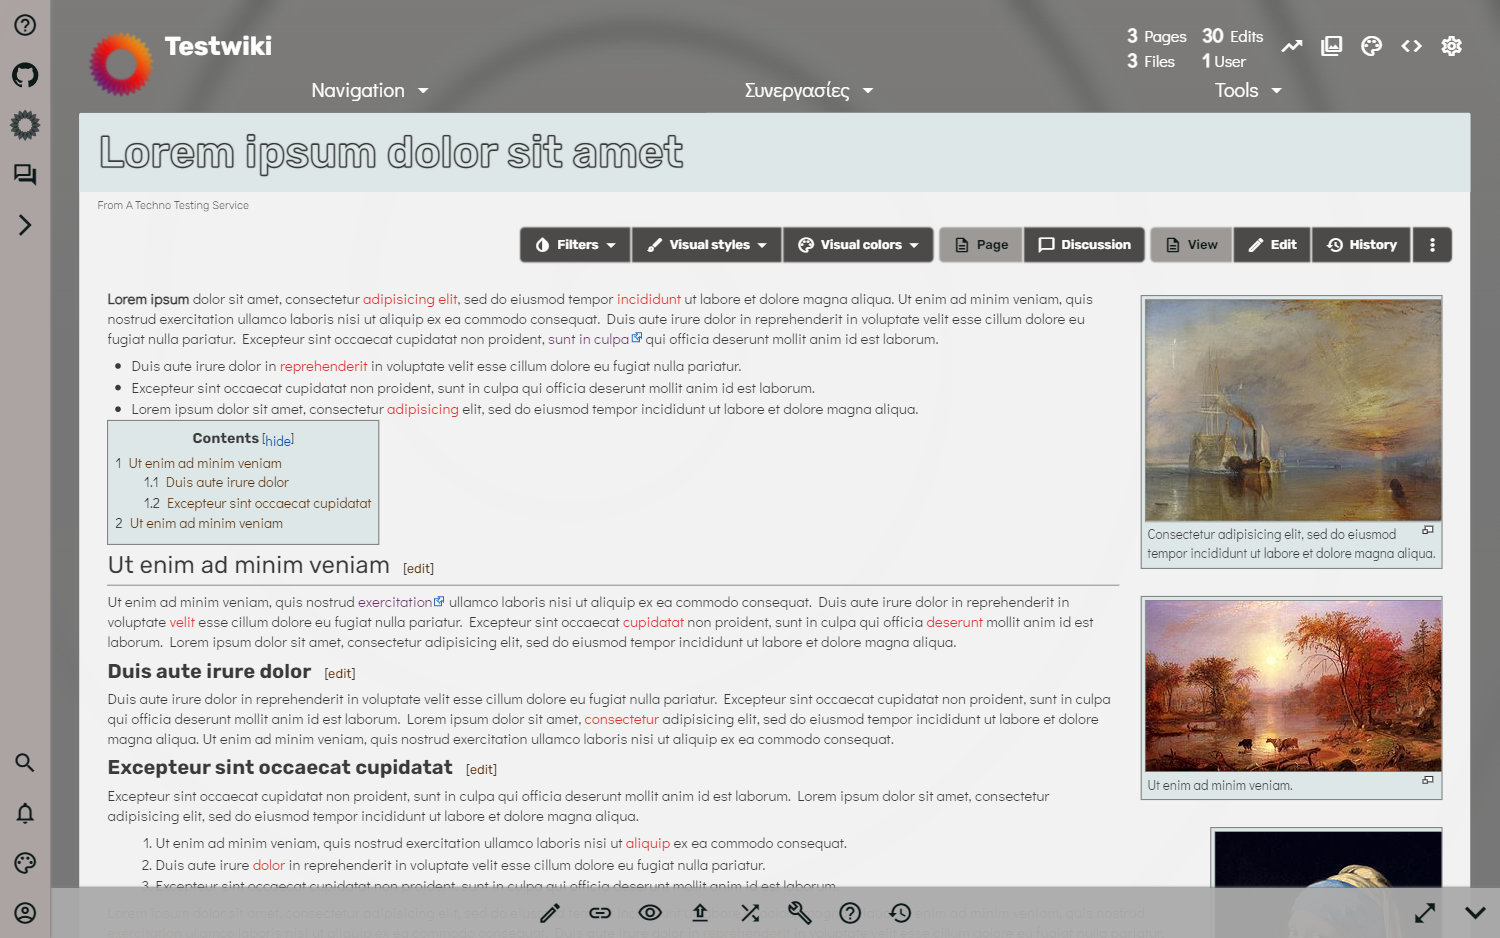 Testwiki
3 Pages 30 Edits
3 Files 1 User
Navigation Συνεργασίες Tools
Lorem ipsum dolor sit amet
From A Techno Testing Service
Filters Visual styles Visual colors Page Discussion View Edit History
Lorem ipsum dolor sit amet, consectetur adipisicing elit, sed do eiusmod tempor incididunt ut labore et dolore magna aliqua. Ut enim ad minim veniam, quis
nostrud exercitation ullamco laboris nisi ut aliquip ex ea commodo consequat. Duis aute irure dolor in reprehenderit in voluptate velit esse cillum dolore eu
fugiat nulla pariatur. Excepteur sint occaecat cupidatat non proident, sunt in culpa qui officia deserunt mollit anim id est laborum.
Duis aute irure dolor in reprehenderit in voluptate velit esse cillum dolore eu fugiat nulla pariatur.
Excepteur sint occaecat cupidatat non proident, sunt in culpa qui officia deserunt mollit anim id est laborum.
Lorem ipsum dolor sit amet, consectetur adipisicing elit, sed do eiusmod tempor incididunt ut labore et dolore magna aliqua.
Contents [hide]
1 Ut enim ad minim veniam
1.1 Duis aute irure dolor
1.2 Excepteur sint occaecat cupidatat
2 Ut enim ad minim veniam
Consectetur adipisicing elit, sed do eiusmod
tempor incididunt ut labore et dolore magna aliqua.
Ut enim ad minim veniam [edit]
Ut enim ad minim veniam, quis nostrud exercitation ullamco laboris nisi ut aliquip ex ea commodo consequat. Duis aute irure dolor in reprehenderit in
voluptate velit esse cillum dolore eu fugiat nulla pariatur. Excepteur sint occaecat cupidatat non proident, sunt in culpa qui officia deserunt mollit anim id est
laborum. Lorem ipsum dolor sit amet, consectetur adipisicing elit, sed do eiusmod tempor incididunt ut labore et dolore magna aliqua.
Duis aute irure dolor [edit]
Duis aute irure dolor in reprehenderit in voluptate velit esse cillum dolore eu fugiat nulla pariatur. Excepteur sint occaecat cupidatat non proident, sunt in culpa
qui officia deserunt mollit anim id est laborum. Lorem ipsum dolor sit amet, consectetur adipisicing elit, sed do eiusmod tempor incididunt ut labore et dolore
magna aliqua. Ut enim ad minim veniam, quis nostrud exercitation ullamco laboris nisi ut aliquip ex ea commodo consequat.
Ut enim ad minim veniam.
Excepteur sint occaecat cupidatat [edit]
Excepteur sint occaecat cupidatat non proident, sunt in culpa qui officia deserunt mollit anim id est laborum. Lorem ipsum dolor sit amet, consectetur
adipisicing elit, sed do eiusmod tempor incididunt ut labore et dolore magna aliqua.
1. Ut enim ad minim veniam, quis nostrud exercitation ullamco laboris nisi ut aliquip ex ea commodo consequat.
2. Duis aute irure dolor in reprehenderit in voluptate velit esse cillum dolore eu fugiat nulla pariatur.
3. Excepteur sint occaecat cupidatat non proident, sunt in culpa qui officia deserunt mollit anim id est laborum.